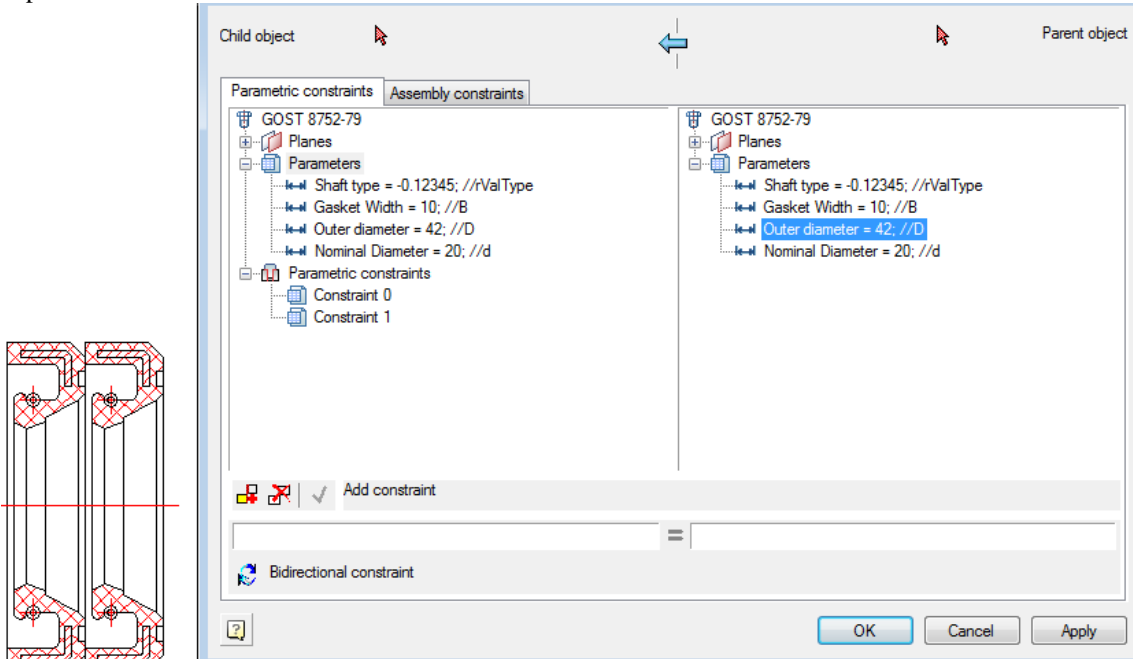 Child object
Parent object
Parametric constraints
Assembly constraints
GOST 8752-79
Planes
Parameters
Shaft type = -0.12345; //rValType
Gasket Width = 10; //B
Outer diameter = 42; //D
Nominal Diameter = 20; //d
Parametric constraints
Constraint 0
Constraint 1
GOST 8752-79
Planes
Parameters
Shaft type = -0.12345; //rValType
Gasket Width = 10; //B
Outer diameter = 42; //D
Nominal Diameter = 20; //d
Add constraint
=
Bidirectional constraint
?
OK
Cancel
Apply